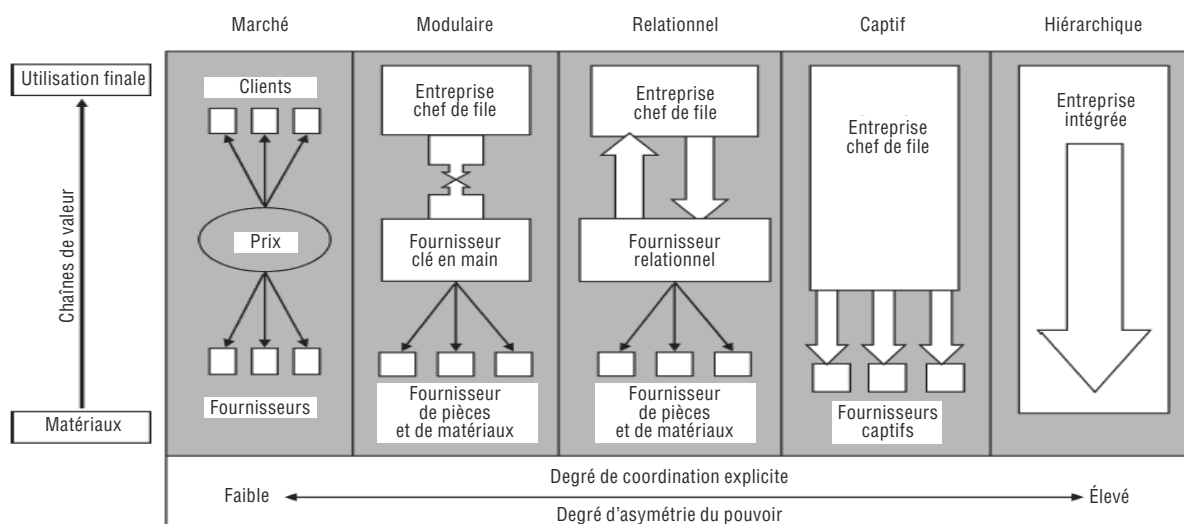 Marché
Modulaire
Relationnel
Captif
Hiérarchique
Utilisation finale
Chaînes de valeur
Matériaux
Clients
Prix
Fournisseurs
Entreprise
chef de file
Fournisseur
clé en main
Fournisseur
de pièces
et de matériaux
Entreprise
chef de file
Fournisseur
relationnel
Fournisseur
de pièces
et de matériaux
Entreprise
chef de file
Fournisseurs
captifs
Entreprise
intégrée
Degré de coordination explicite
Faible
Élevé
Degré d'asymétrie du pouvoir